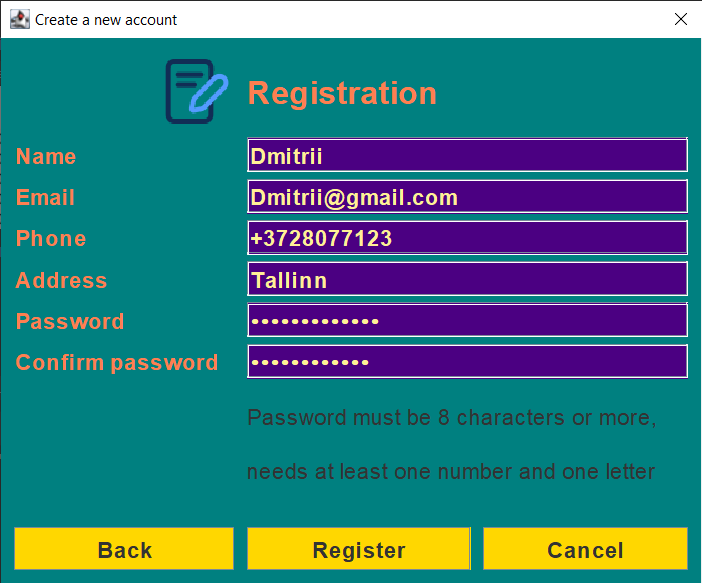 Create a new account
Registration
Name Dmitrii
Email Dmitrii@gmail.com
Phone +3728077123
Address Tallinn
Password •••••••••••••
Confirm password ••••••••••••
Password must be 8 characters or more,
needs at least one number and one letter
Back Register Cancel